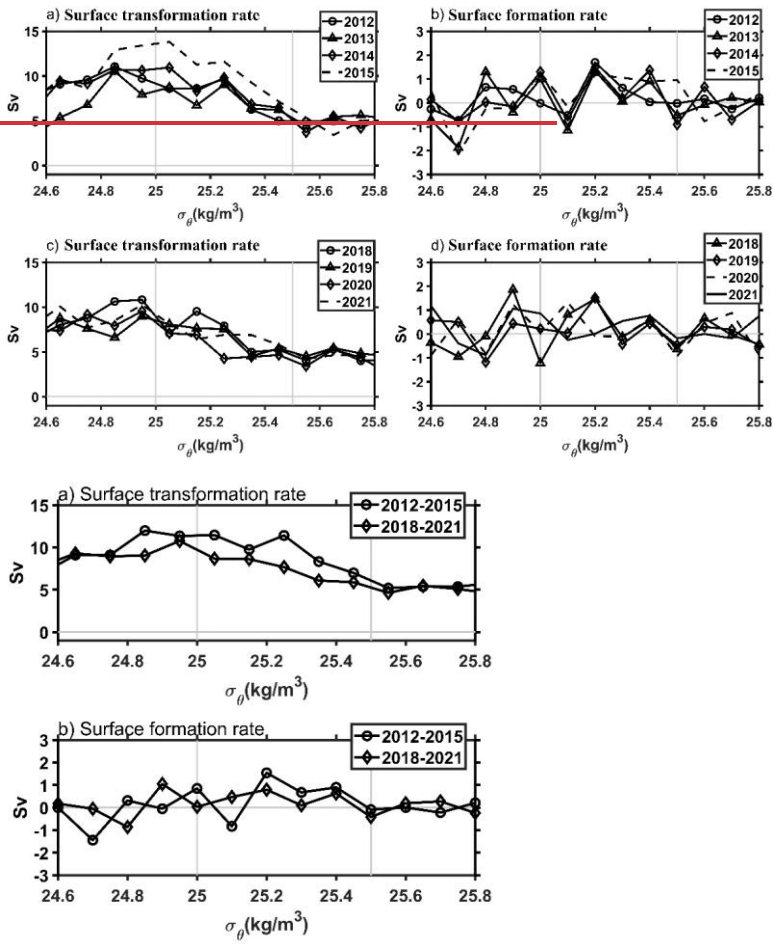 a) Surface transformation rate
2012
2013
2014
2015
15
10
5
0
Sv
24.6 24.8 25 25.2 25.4 25.6 25.8
σθ(kg/m³)
b) Surface formation rate
2012
2013
2014
2015
3
2
1
0
-1
-2
-3
24.6 24.8 25 25.2 25.4 25.6 25.8
σθ(kg/m³)
c) Surface transformation rate
2018
2019
2020
2021
15
10
5
0
Sv
24.6 24.8 25 25.2 25.4 25.6 25.8
σθ(kg/m³)
d) Surface formation rate
2018
2019
2020
2021
3
2
1
0
-1
-2
-3
24.6 24.8 25 25.2 25.4 25.6 25.8
σθ(kg/m³)
a) Surface transformation rate
2012-2015
2018-2021
15
10
5
0
Sv
24.6 24.8 25 25.2 25.4 25.6 25.8
σθ(kg/m³)
b) Surface formation rate
2012-2015
2018-2021
3
2
1
0
-1
-2
-3
Sv
24.6 24.8 25 25.2 25.4 25.6 25.8
σθ(kg/m³)